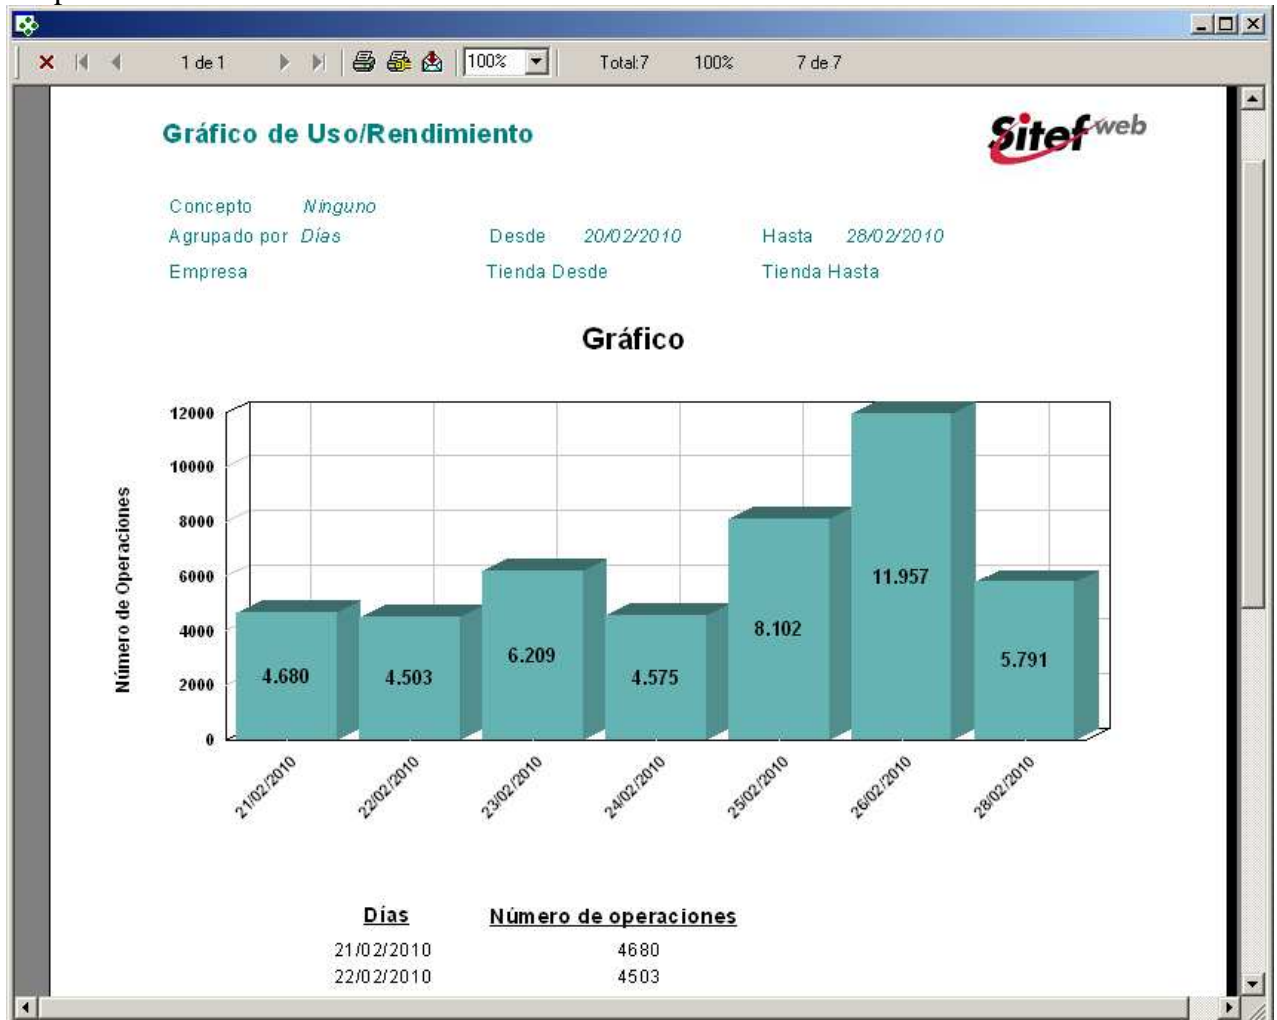 1 de 1 100% Total:7 100% 7 de 7
Gráfico de Uso/Rendimiento
Sitef web
Concepto Ninguno
Agrupado por Días Desde 20/02/2010 Hasta 28/02/2010
Empresa Tienda Desde Tienda Hasta
Gráfico
Número de Operaciones
12000
10000
8000
6000
4000
2000
0
4.680 4.503 6.209 4.575 8.102 11.957 5.791
21/02/2010 22/02/2010 23/02/2010 24/02/2010 25/02/2010 26/02/2010 28/02/2010
Días Número de operaciones
21/02/2010 4680
22/02/2010 4503